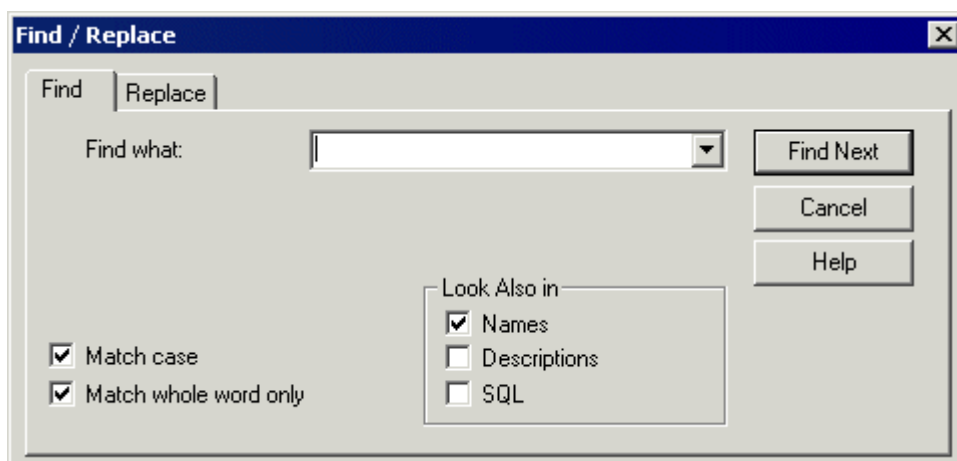 Find / Replace
Find
Replace
Find what:
Find Next
Cancel
Help
Look Also in
Names
Match case
Descriptions
Match whole word only
SQL